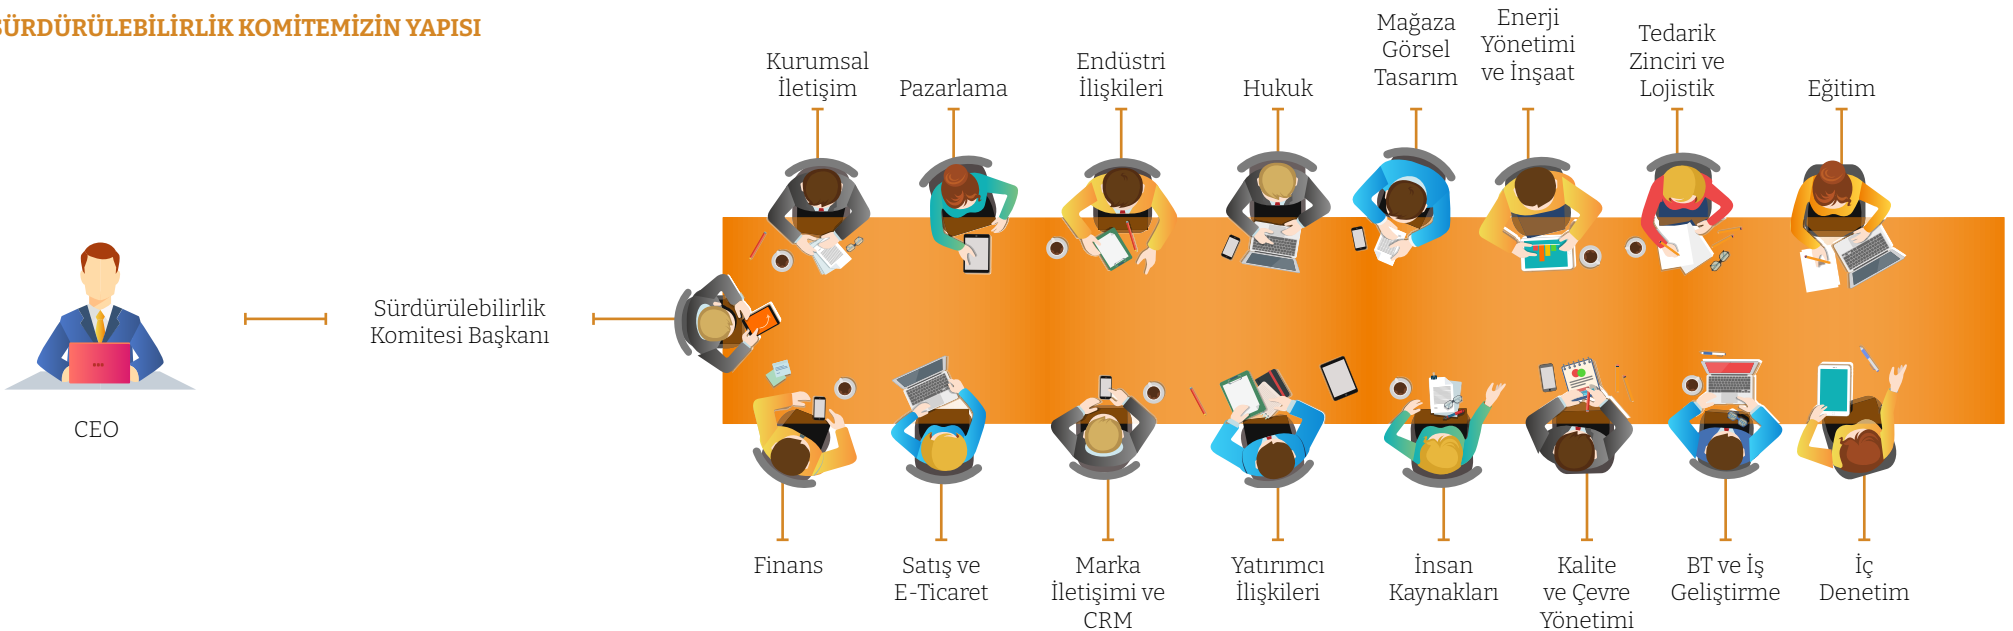 SÜRDÜRÜLEBİLİRLİK KOMİTEMİZİN YAPISI
Kurumsal
İletişim
Pazarlama
Endüstri
İlişkileri
Hukuk
Mağaza
Görsel
Tasarım
Enerji
Yönetimi
ve İnşaat
Tedarik
Zinciri ve
Lojistik
Eğitim
CEO
Sürdürülebilirlik
Komitesi Başkanı
Finans
Satış ve
E-Ticaret
Marka
İletişimi ve
CRM
Yatırımcı
İlişkileri
İnsan
Kaynakları
Kalite
ve Çevre
Yönetimi
BT ve İş
Geliştirme
İç
Denetim